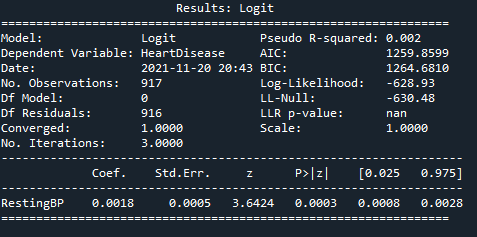 Results: Logit
=================================================================
Model:              Logit            Pseudo R-squared: 0.002
Dependent Variable: HeartDisease     AIC:              1259.8599
Date:               2021-11-20 20:43 BIC:              1264.6810
No. Observations:   917              Log-Likelihood:   -628.93
Df Model:           0                LL-Null:          -630.48
Df Residuals:       916              LLR p-value:      nan
Converged:          1.0000           Scale:            1.0000
No. Iterations:     3.0000
-------------------------------------------------------------------
Coef.    Std.Err.      z      P>|z|    [0.025   0.975]
-------------------------------------------------------------------
RestingBP    0.0018     0.0005   3.6424   0.0003   0.0008   0.0028
=================================================================